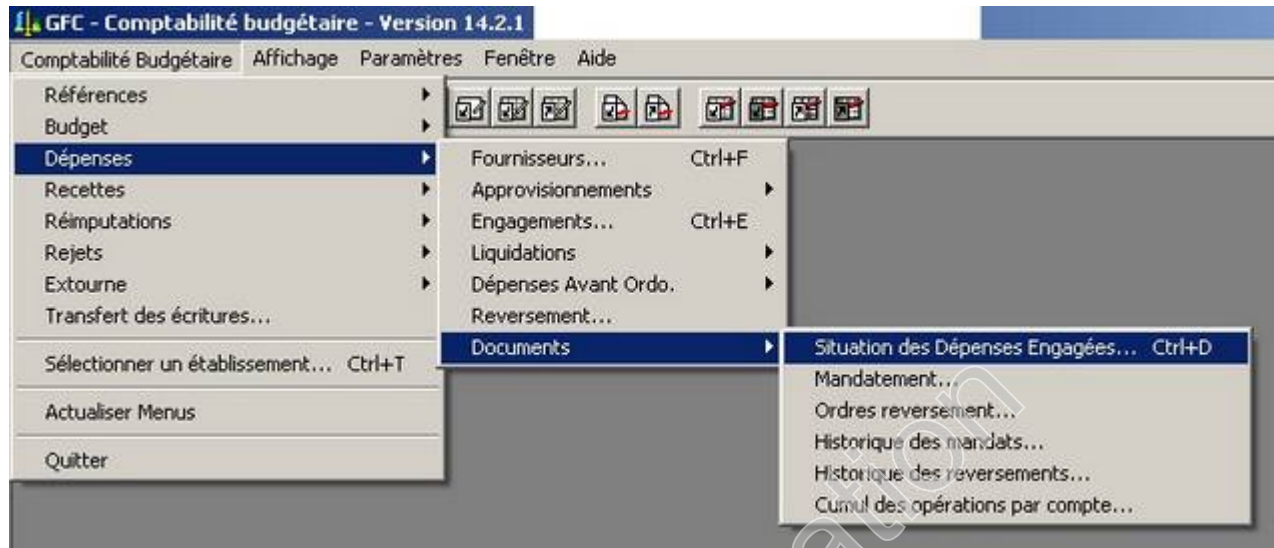 GFC - Comptabilité budgétaire - Version 14.2.1
Comptabilité Budgétaire Affichage Paramètres Fenêtre Aide
Références
Budget
Dépenses
Recettes
Réimputations
Rejets
Extourne
Transfert des écritures...
Sélectionner un établissement... Ctrl+T
Actualiser Menus
Quitter
Fournisseurs... Ctrl+F
Approvisionnements
Engagements... Ctrl+E
Liquidations
Dépenses Avant Ordo.
Reversement...
Documents
Situation des Dépenses Engagées... Ctrl+D
Mandatement...
Ordres reversement...
Historique des mandats...
Historique des reversements...
Cumul des opérations par compte...